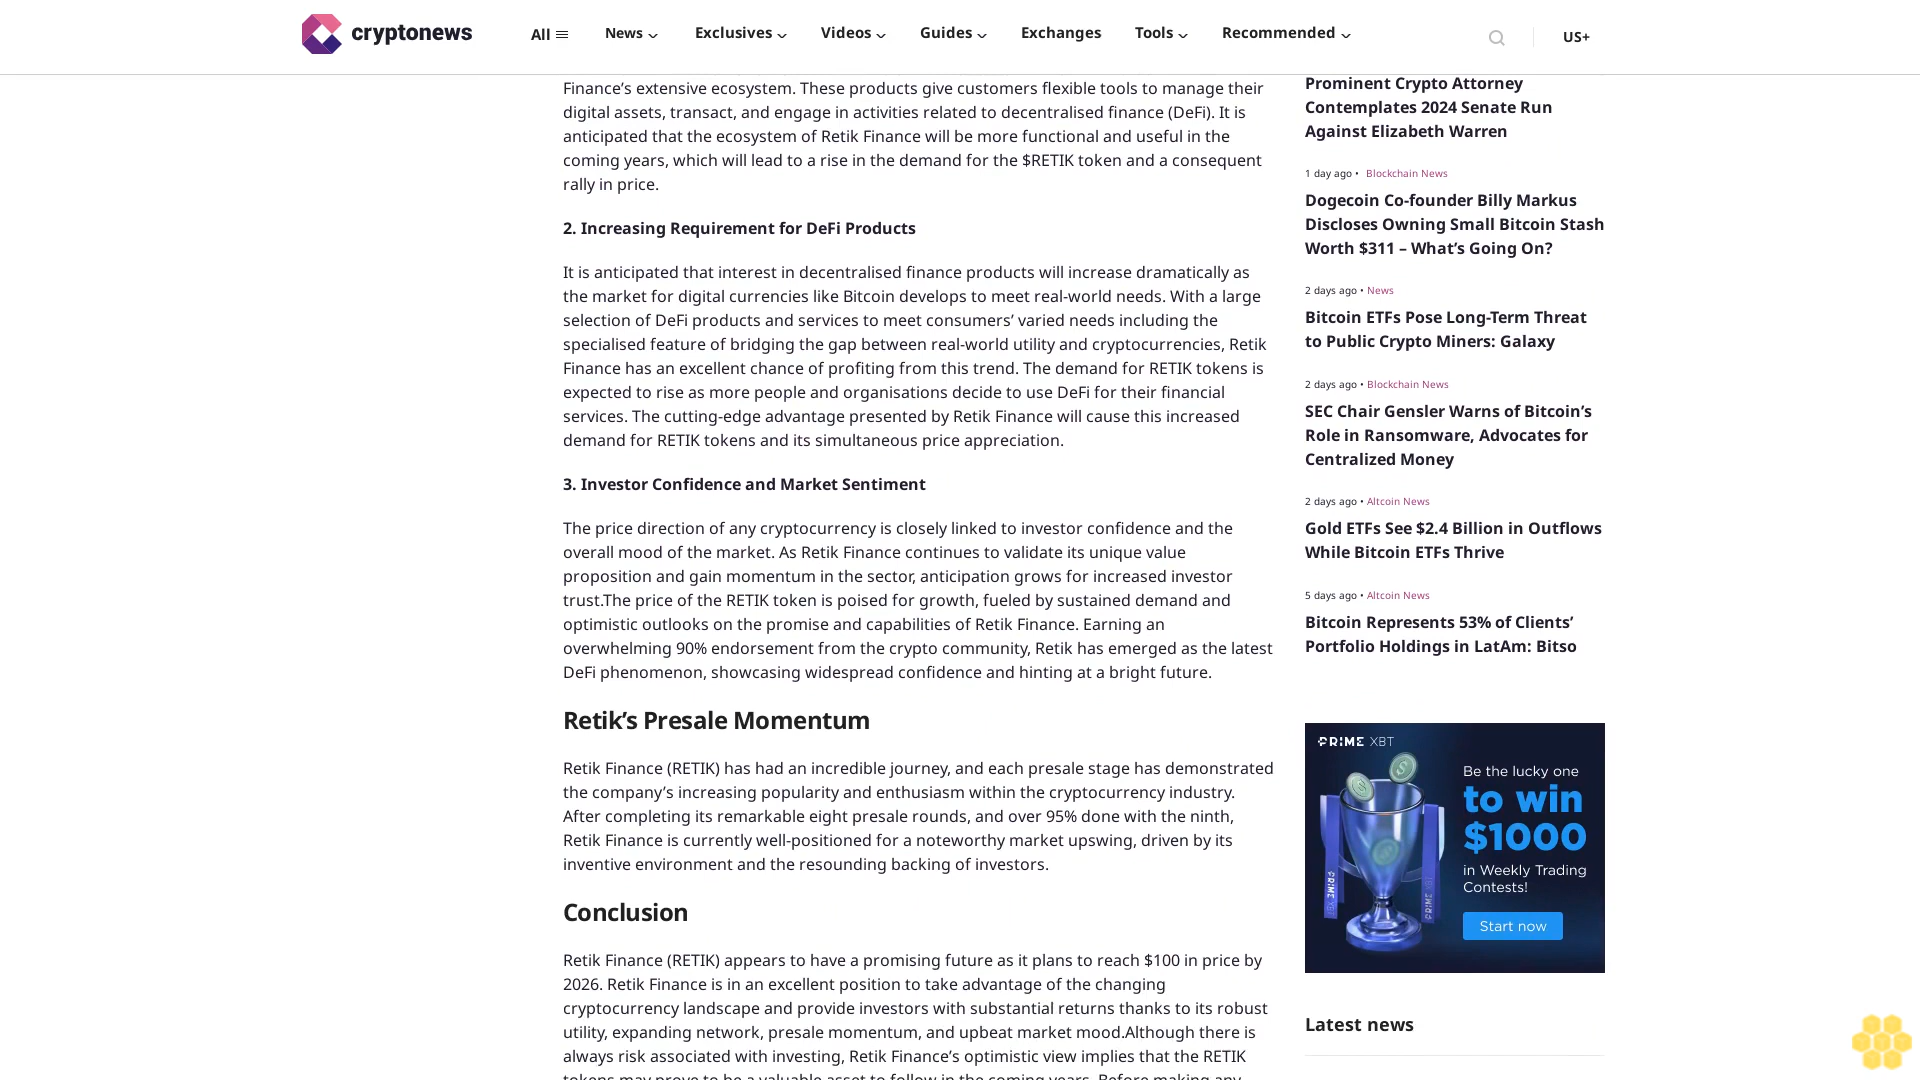 cryptonews
All
News
Exclusives
Videos
Guides
Exchanges
Tools
Recommended
US+
Finance’s extensive ecosystem. These products give customers flexible tools to manage their
digital assets, transact, and engage in activities related to decentralised finance (DeFi). It is
anticipated that the ecosystem of Retik Finance will be more functional and useful in the
coming years, which will lead to a rise in the demand for the $RETIK token and a consequent
rally in price.
2. Increasing Requirement for DeFi Products
It is anticipated that interest in decentralised finance products will increase dramatically as
the market for digital currencies like Bitcoin develops to meet real-world needs. With a large
selection of DeFi products and services to meet consumers’ varied needs including the
specialised feature of bridging the gap between real-world utility and cryptocurrencies, Retik
Finance has an excellent chance of profiting from this trend. The demand for RETIK tokens is
expected to rise as more people and organisations decide to use DeFi for their financial
services. The cutting-edge advantage presented by Retik Finance will cause this increased
demand for RETIK tokens and its simultaneous price appreciation.
3. Investor Confidence and Market Sentiment
The price direction of any cryptocurrency is closely linked to investor confidence and the
overall mood of the market. As Retik Finance continues to validate its unique value
proposition and gain momentum in the sector, anticipation grows for increased investor
trust.The price of the RETIK token is poised for growth, fueled by sustained demand and
optimistic outlooks on the promise and capabilities of Retik Finance. Earning an
overwhelming 90% endorsement from the crypto community, Retik has emerged as the latest
DeFi phenomenon, showcasing widespread confidence and hinting at a bright future.
Retik’s Presale Momentum
Retik Finance (RETIK) has had an incredible journey, and each presale stage has demonstrated
the company’s increasing popularity and enthusiasm within the cryptocurrency industry.
After completing its remarkable eight presale rounds, and over 95% done with the ninth,
Retik Finance is currently well-positioned for a noteworthy market upswing, driven by its
inventive environment and the resounding backing of investors.
Conclusion
Retik Finance (RETIK) appears to have a promising future as it plans to reach $100 in price by
2026. Retik Finance is in an excellent position to take advantage of the changing
cryptocurrency landscape and provide investors with substantial returns thanks to its robust
utility, expanding network, presale momentum, and upbeat market mood.Although there is
always risk associated with investing, Retik Finance’s optimistic view implies that the RETIK
tokens may prove to be a valuable asset to follow in the coming years. Before making any
Prominent Crypto Attorney
Contemplates 2024 Senate Run
Against Elizabeth Warren
1 day ago • Blockchain News
Dogecoin Co-founder Billy Markus
Discloses Owning Small Bitcoin Stash
Worth $311 – What’s Going On?
2 days ago • News
Bitcoin ETFs Pose Long-Term Threat
to Public Crypto Miners: Galaxy
2 days ago • Blockchain News
SEC Chair Gensler Warns of Bitcoin’s
Role in Ransomware, Advocates for
Centralized Money
2 days ago • Altcoin News
Gold ETFs See $2.4 Billion in Outflows
While Bitcoin ETFs Thrive
5 days ago • Altcoin News
Bitcoin Represents 53% of Clients’
Portfolio Holdings in LatAm: Bitso
PRIME XBT
Be the lucky one
to win
$1000
in Weekly Trading
Contests!
Start now
PRIME
PRIME XBT
Latest news